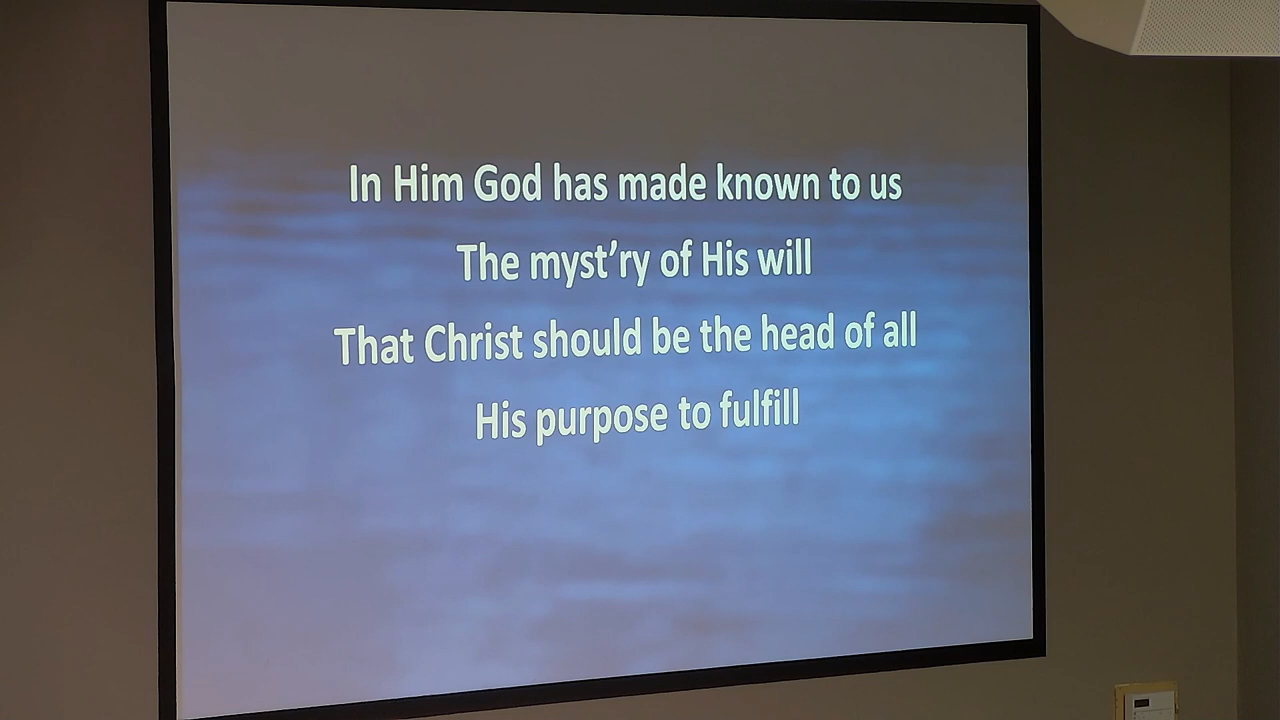 In Him God has made known to us
The myst’ry of His will
That Christ should be the head of all
His purpose to fulfill